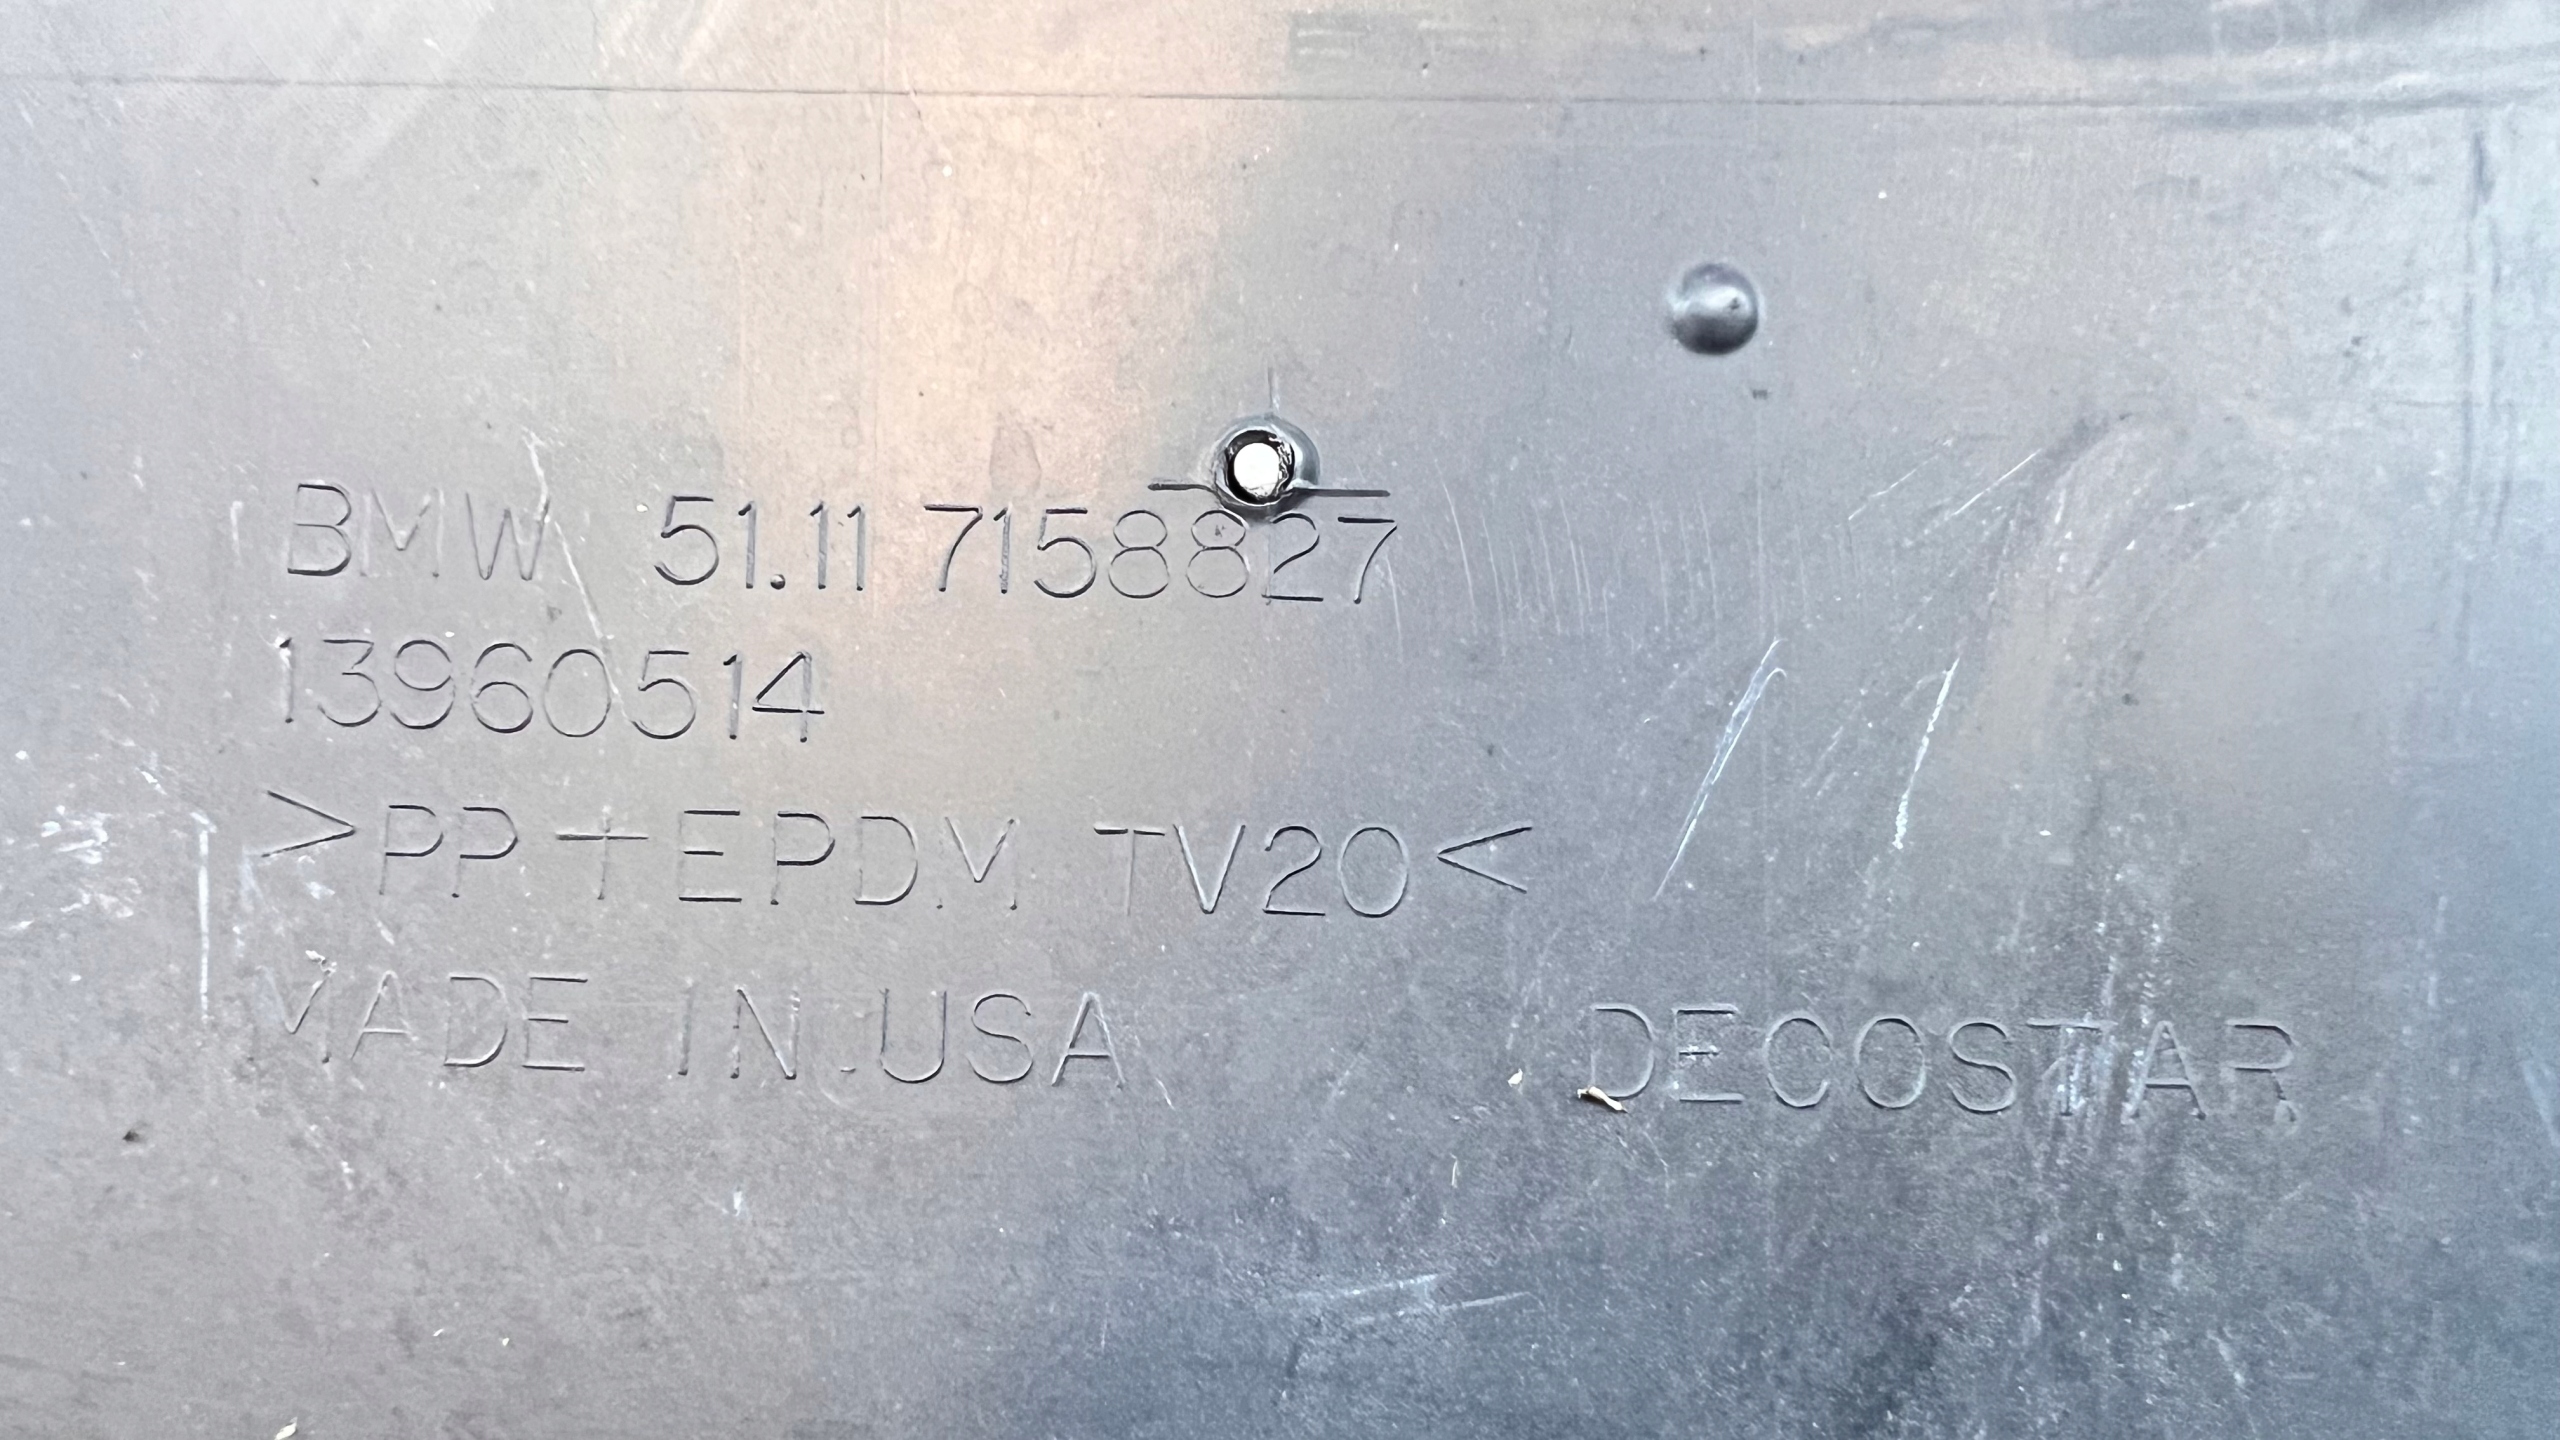 BMW 51.11 7158827
13960514
>PP+EPDM TV20<
MADE IN USA DECOSTAR